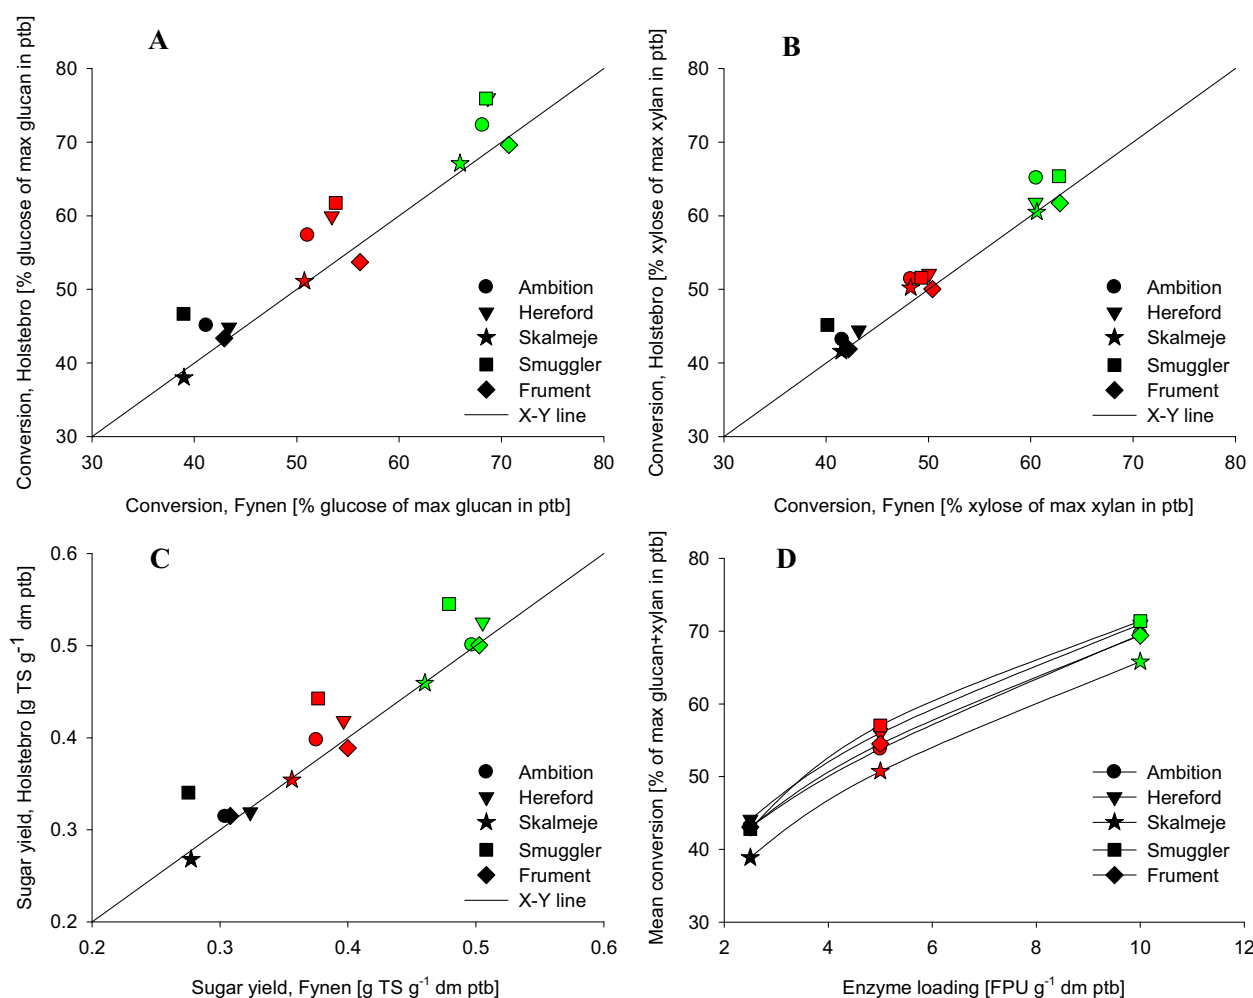 A
Conversion, Holstebro [% glucose of max glucan in ptb]
80
70
60
50
40
30
30 40 50 60 70 80
Conversion, Fynen [% glucose of max glucan in ptb]
Ambition
Hereford
Skalmeje
Smuggler
Frument
X-Y line
B
Conversion, Holstebro [% xylose of max xylan in ptb]
80
70
60
50
40
30
30 40 50 60 70 80
Conversion, Fynen [% xylose of max xylan in ptb]
Ambition
Hereford
Skalmeje
Smuggler
Frument
X-Y line
C
Sugar yield, Holstebro [g TS g⁻¹ dm ptb]
0.6
0.5
0.4
0.3
0.2
0.2 0.3 0.4 0.5 0.6
Sugar yield, Fynen [g TS g⁻¹ dm ptb]
Ambition
Hereford
Skalmeje
Smuggler
Frument
X-Y line
D
Mean conversion [% of max glucan+xylan in ptb]
80
70
60
50
40
30
2 4 6 8 10 12
Enzyme loading [FPU g⁻¹ dm ptb]
Ambition
Hereford
Skalmeje
Smuggler
Frument